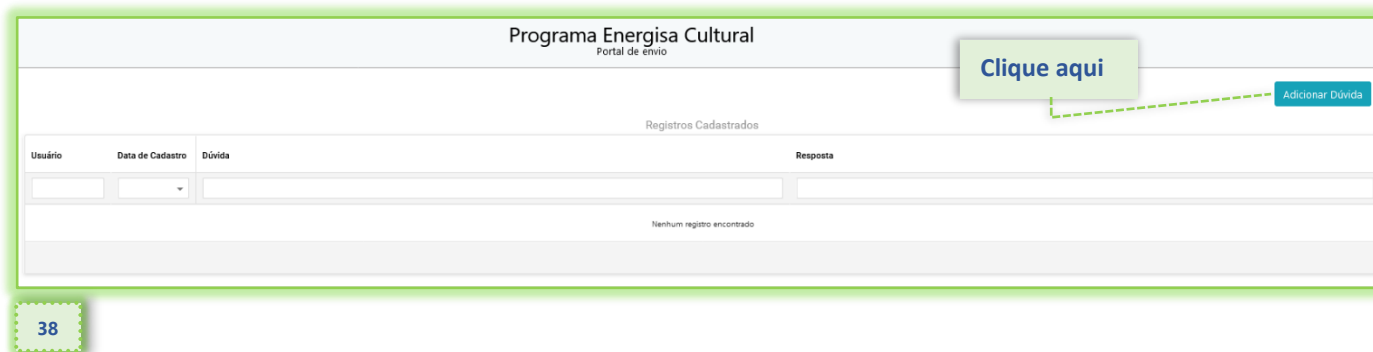 Programa Energisa Cultural
Portal de envio
Clique aqui
Adicionar Dúvida
Registros Cadastrados
Usuário Data de Cadastro Dúvida Resposta
Nenhum registro encontrado
38